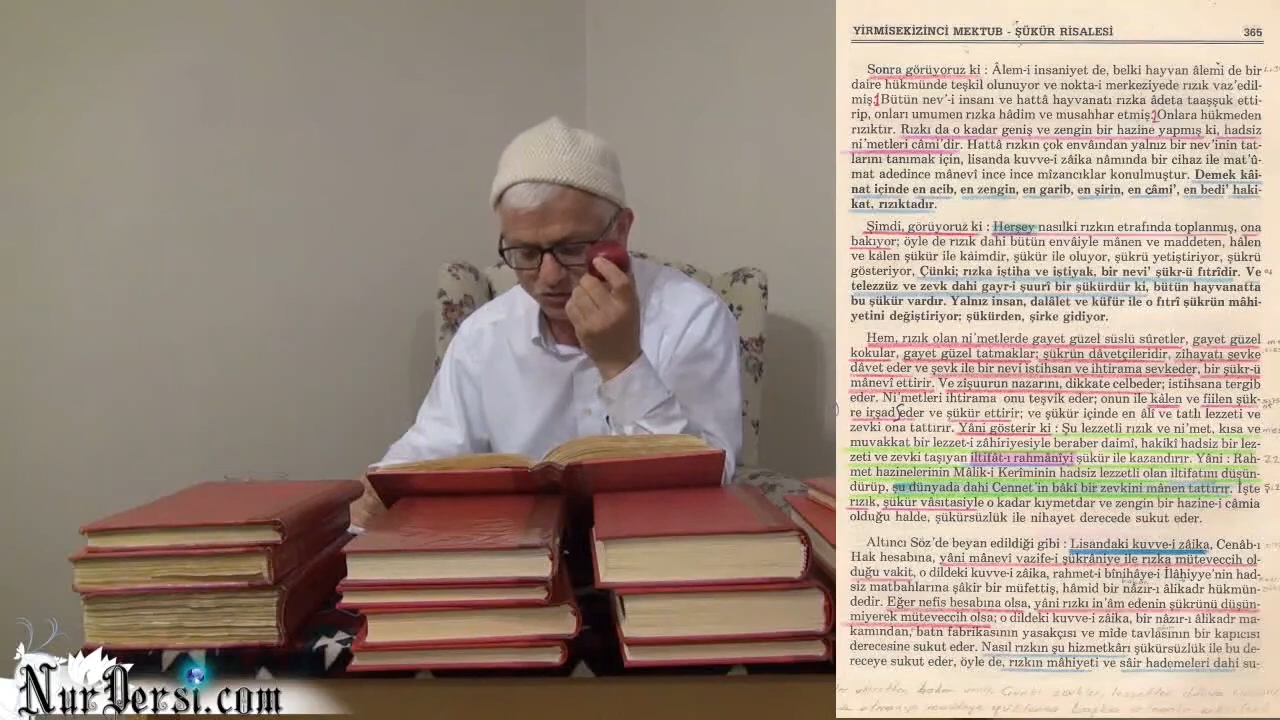 YİRMİSEKİZİNCİ MEKTUB - ŞÜKÜR RİSALESİ 365
Sonra görüyoruz ki : Âlem-i insaniyet de, belki hayvan âlemi de bir
daire hükmünde teşkil olunuyor ve nokta-i merkeziyede rızık vaz'edil-
miş. Bütün nev'-i insanı ve hattâ hayvanatı rızka âdeta taaşşuk etti-
rip, onları umumen rızka hâdim ve musahhar etmiş. Onlara hükmeden
rızıktır. Rızkı da o kadar geniş ve zengin bir hazine yapmış ki, hadsiz
ni'metleri câmi'dir. Hattâ rızkın çok envâından yalnız bir nev'inin tat-
larını tanımak için, lisanda kuvve-i zâika nâmında bir cihaz ile mat'û-
mat adedince mânevî ince ince mîzancıklar konulmuştur. Demek kâi-
nat içinde en acib, en zengin, en garib, en şirin, en câmi', en bedi' haki-
kat, rızıktadır.
Şimdi, görüyoruz ki : Herşey nasılki rızkın etrafında toplanmış, ona
bakıyor; öyle de rızık dahi bütün envâiyle mânen ve maddeten, hâlen
ve kâlen şükür ile kâimdir, şükür ile oluyor, şükrü yetiştiriyor, şükrü
gösteriyor. Çünki; rızka iştiha ve iştiyak, bir nevi' şükr-ü fıtrîdir. Ve
telezzüz ve zevk dahi gayr-i şuurî bir şükürdür ki, bütün hayvanatta
bu şükür vardır. Yalnız insan, dalâlet ve küfür ile o fıtrî şükrün mâhi-
yetini değiştiriyor; şükürden, şirke gidiyor.
Hem, rızık olan ni'metlerde gayet güzel süslü sûretler, gayet güzel
kokular, gayet güzel tatmaklar; şükrün dâvetçileridir, zîhayatı şevke
dâvet eder ve şevk ile bir nevi istihsan ve ihtirama sevkeder, bir şükr-ü
mânevî ettirir. Ve zîşuurun nazarını, dikkate celbeder; istihsana tergib
eder. Ni'metleri ihtirama onu teşvik eder; onun ile kâlen ve fiilen şük-
re irşad eder ve şükür ettirir; ve şükür içinde en âlî ve tatlı lezzeti ve
zevki ona tattırır. Yâni gösterir ki : Şu lezzetli rızık ve ni'met, kısa ve
muvakkat bir lezzet-i zâhiriyesiyle beraber daimî, hakikî hadsiz bir lez-
zeti ve zevki taşıyan iltifât-ı rahmânîyi şükür ile kazandırır. Yâni : Rah-
met hazinelerinin Mâlik-i Kerîminin hadsiz lezzetli olan iltifatını düşün-
dürüp, şu dünyada dahi Cennet'in bâki bir zevkini mânen tattırır. İşte
rızık, şükür vâsıtasiyle o kadar kıymetdar ve zengin bir hazine-i câmia
olduğu halde, şükürsüzlük ile nihayet derecede sukut eder.
Altıncı Söz'de beyan edildiği gibi : Lisandaki kuvve-i zâika, Cenâb-ı
Hak hesabına, yâni mânevî vazife-i şükrâniye ile rızka müteveccih ol-
duğu vakit, o dildeki kuvve-i zâika, rahmet-i bînihâye-i İlâhiyye'nin had-
siz matbahlarına şâkir bir müfettiş, hâmid bir nâzır-ı âlikadr hükmün-
dedir. Eğer nefis hesabına olsa, yâni rızkı in'âm edenin şükrünü düşün-
miyerek müteveccih olsa; o dildeki kuvve-i zâika, bir nâzır-ı âlikadr ma-
kamından, batn fabrikasının yasakçısı ve mide tavlasının bir kapıcısı
derecesine sukut eder. Nasıl rızkın şu hizmetkârı şükürsüzlük ile bu de-
receye sukut eder, öyle de, rızkın mâhiyeti ve sâir hademeleri dahi su-
NurDersi.com